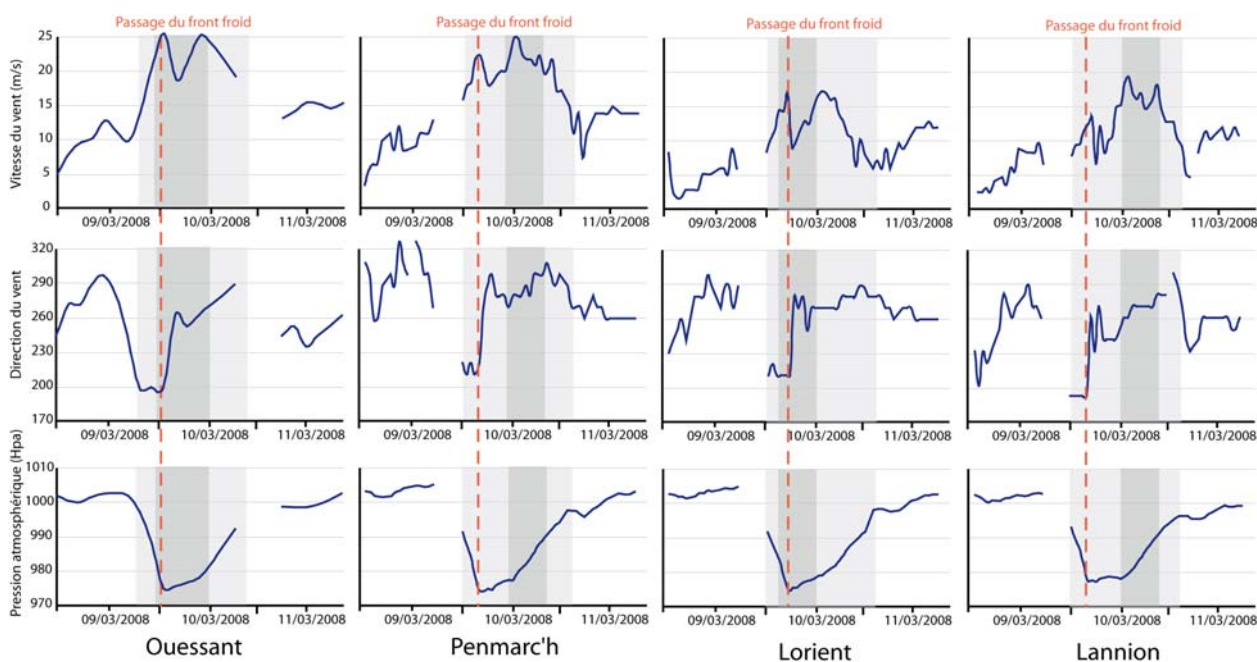 Passage du front froid Passage du front froid Passage du front froid Passage du front froid
Vitesse du vent (m/s)
25
20
15
10
5
0
09/03/2008 10/03/2008 11/03/2008 09/03/2008 10/03/2008 11/03/2008 09/03/2008 10/03/2008 11/03/2008 09/03/2008 10/03/2008 11/03/2008
Direction du vent
320
290
260
230
200
170
09/03/2008 10/03/2008 11/03/2008 09/03/2008 10/03/2008 11/03/2008 09/03/2008 10/03/2008 11/03/2008 09/03/2008 10/03/2008 11/03/2008
Pression atmosphérique (Hpa)
1010
1000
990
980
970
09/03/2008 10/03/2008 11/03/2008 09/03/2008 10/03/2008 11/03/2008 09/03/2008 10/03/2008 11/03/2008 09/03/2008 10/03/2008 11/03/2008
Ouessant Penmarc'h Lorient Lannion